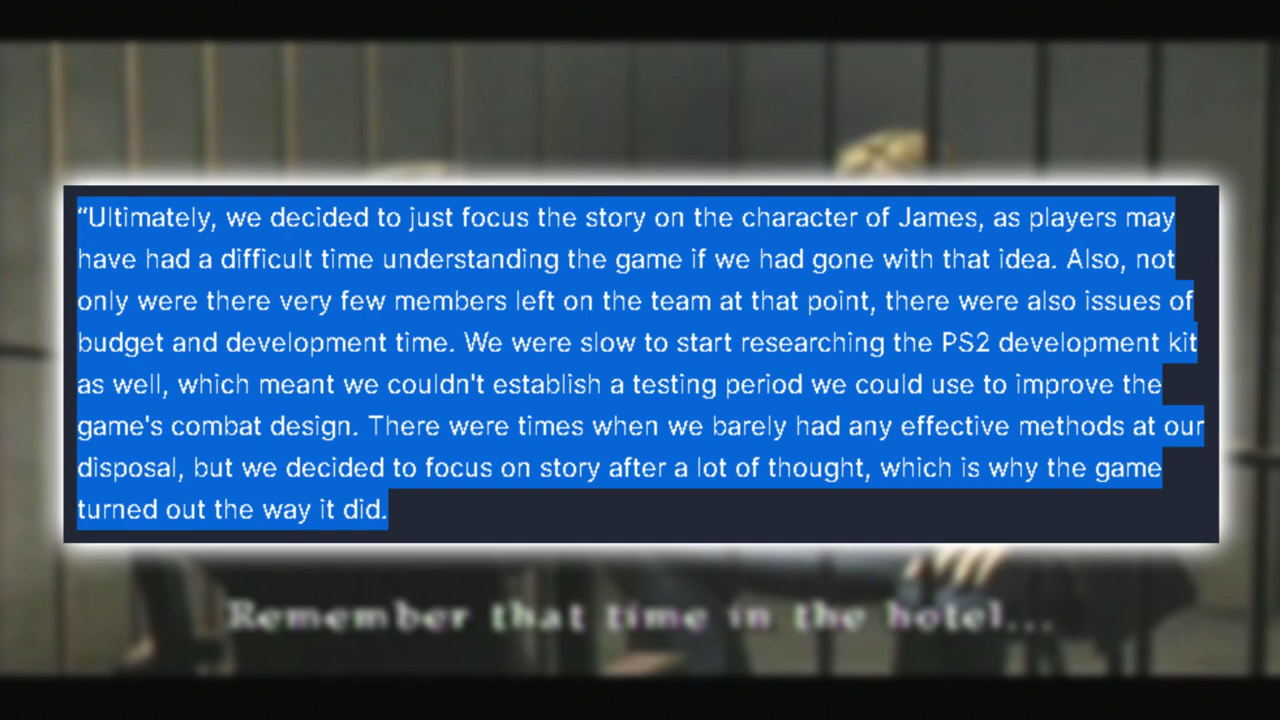 “Ultimately, we decided to just focus the story on the character of James, as players may
have had a difficult time understanding the game if we had gone with that idea. Also, not
only were there very few members left on the team at that point, there were also issues of
budget and development time. We were slow to start researching the PS2 development kit
as well, which meant we couldn't establish a testing period we could use to improve the
game's combat design. There were times when we barely had any effective methods at our
disposal, but we decided to focus on story after a lot of thought, which is why the game
turned out the way it did.
Remember that time in the hotel...